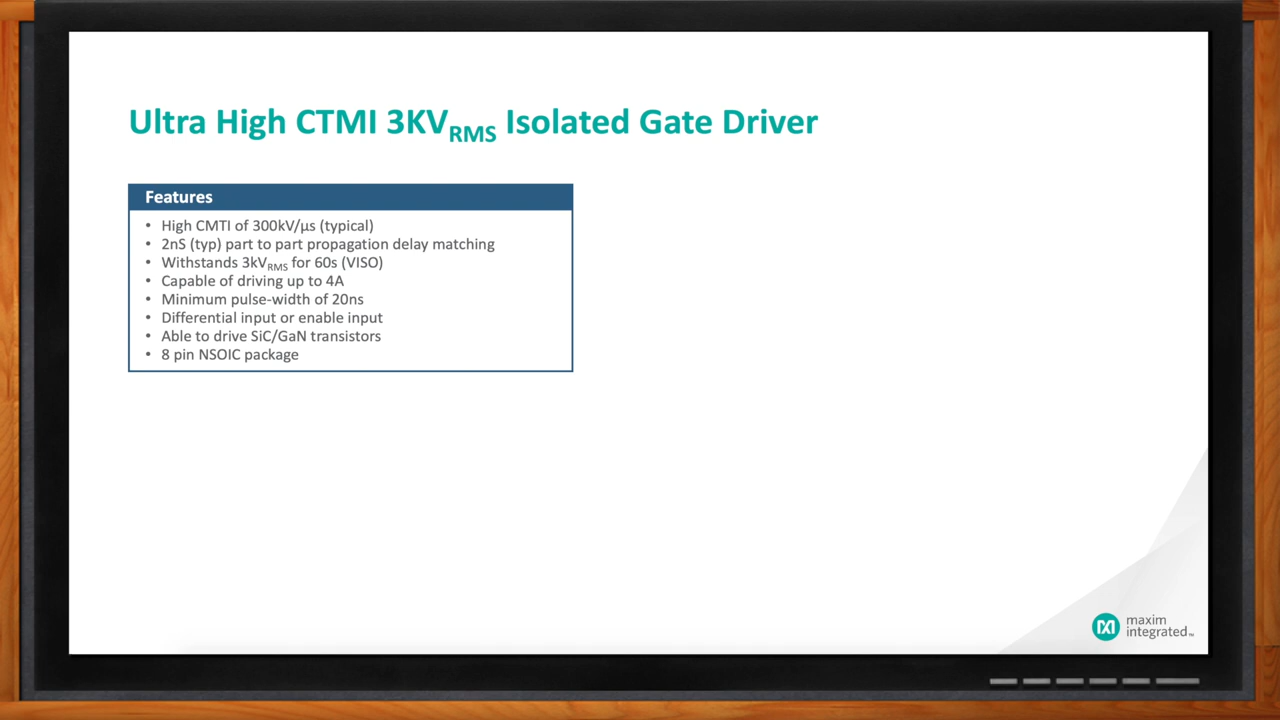 Ultra High CTMI 3KVRMS Isolated Gate Driver
Features
• High CMTI of 300kV/µs (typical)
• 2nS (typ) part to part propagation delay matching
• Withstands 3kVRMS for 60s (VISO)
• Capable of driving up to 4A
• Minimum pulse-width of 20ns
• Differential input or enable input
• Able to drive SiC/GaN transistors
• 8 pin NSOIC package
maxim
integrated™